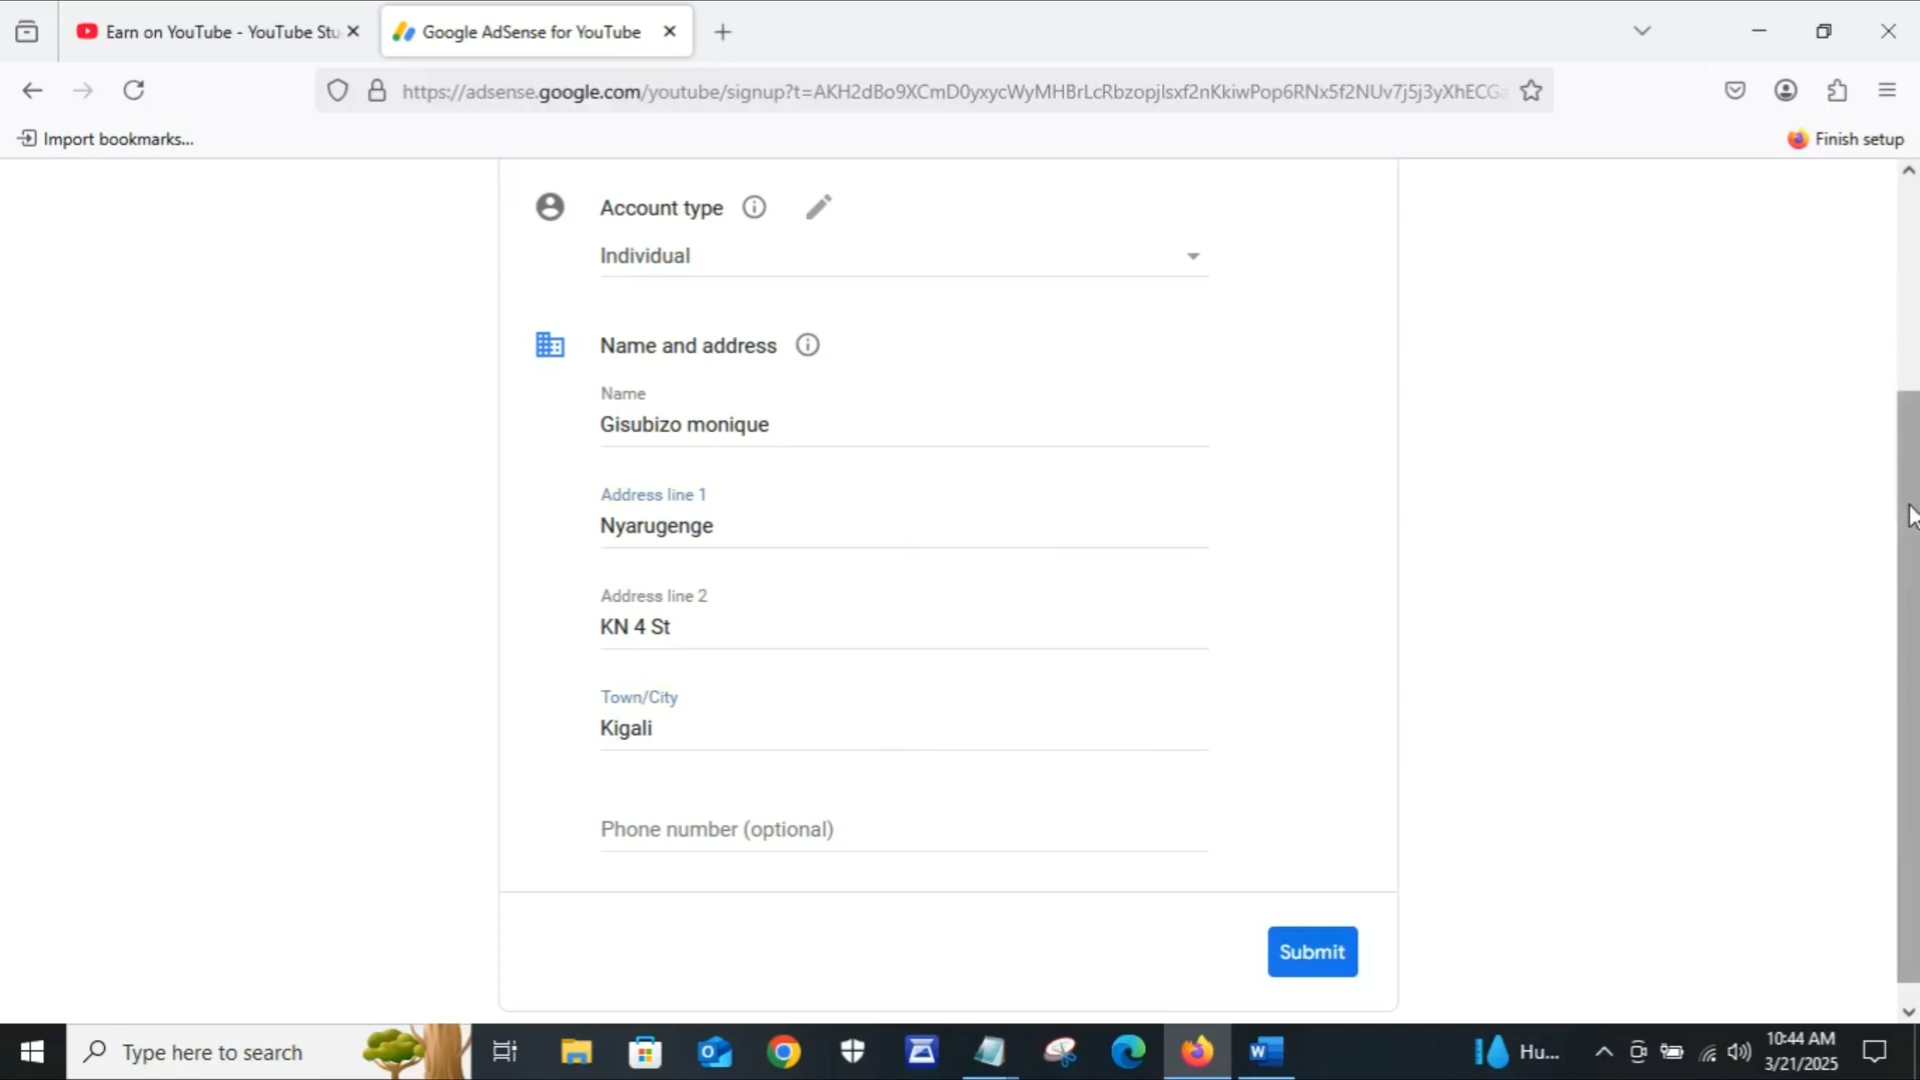 Earn on YouTube - YouTube Stu
Google AdSense for YouTube
https://adsense.google.com/youtube/signup?t=AKH2dBo9XCmD0yxycWyMHBrLcRbzopjlsxf2nKkiwPop6RNx5f2NUv7j5j3yXhECGa
Import bookmarks...
Finish setup
Account type
Individual
Name and address
Name
Gisubizo monique
Address line 1
Nyarugenge
Address line 2
KN 4 St
Town/City
Kigali
Phone number (optional)
Submit
Type here to search
Hu...
10:44 AM
3/21/2025